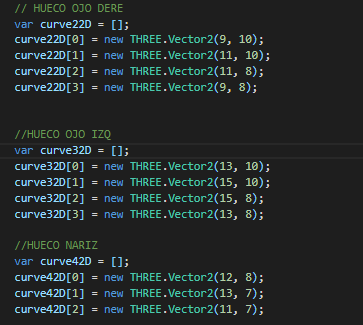 // HUECO OJO DERE
var curve22D = [];
curve22D[0] = new THREE.Vector2(9, 10);
curve22D[1] = new THREE.Vector2(11, 10);
curve22D[2] = new THREE.Vector2(11, 8);
curve22D[3] = new THREE.Vector2(9, 8);
//HUECO OJO IZQ
var curve32D = [];
curve32D[0] = new THREE.Vector2(13, 10);
curve32D[1] = new THREE.Vector2(15, 10);
curve32D[2] = new THREE.Vector2(15, 8);
curve32D[3] = new THREE.Vector2(13, 8);
//HUECO NARIZ
var curve42D = [];
curve42D[0] = new THREE.Vector2(12, 8);
curve42D[1] = new THREE.Vector2(13, 7);
curve42D[2] = new THREE.Vector2(11, 7);